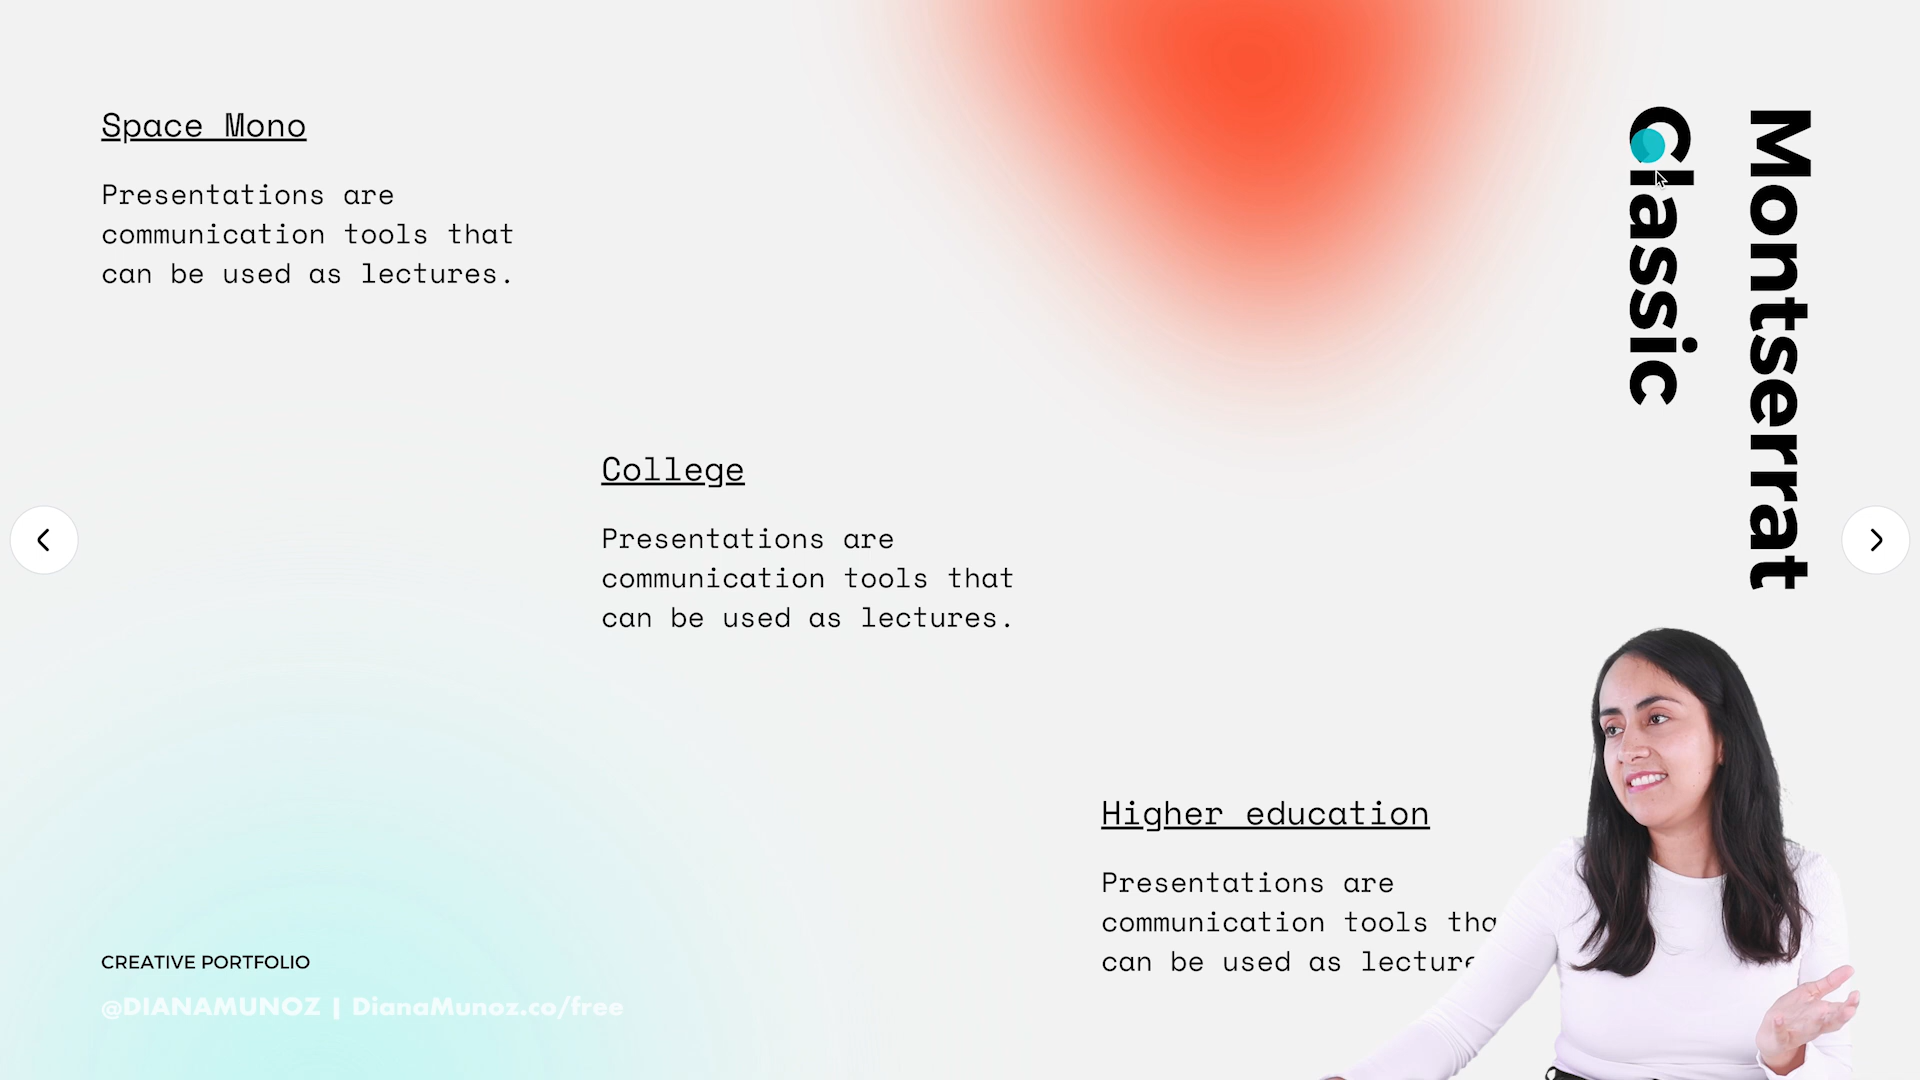 Space Mono
Presentations are
communication tools that
can be used as lectures.
Montserrat
Classic
College
Presentations are
communication tools that
can be used as lectures.
Higher education
Presentations are
communication tools tha
can be used as lecture
CREATIVE PORTFOLIO
@DIANAMUNOZ | DianaMunoz.co/free